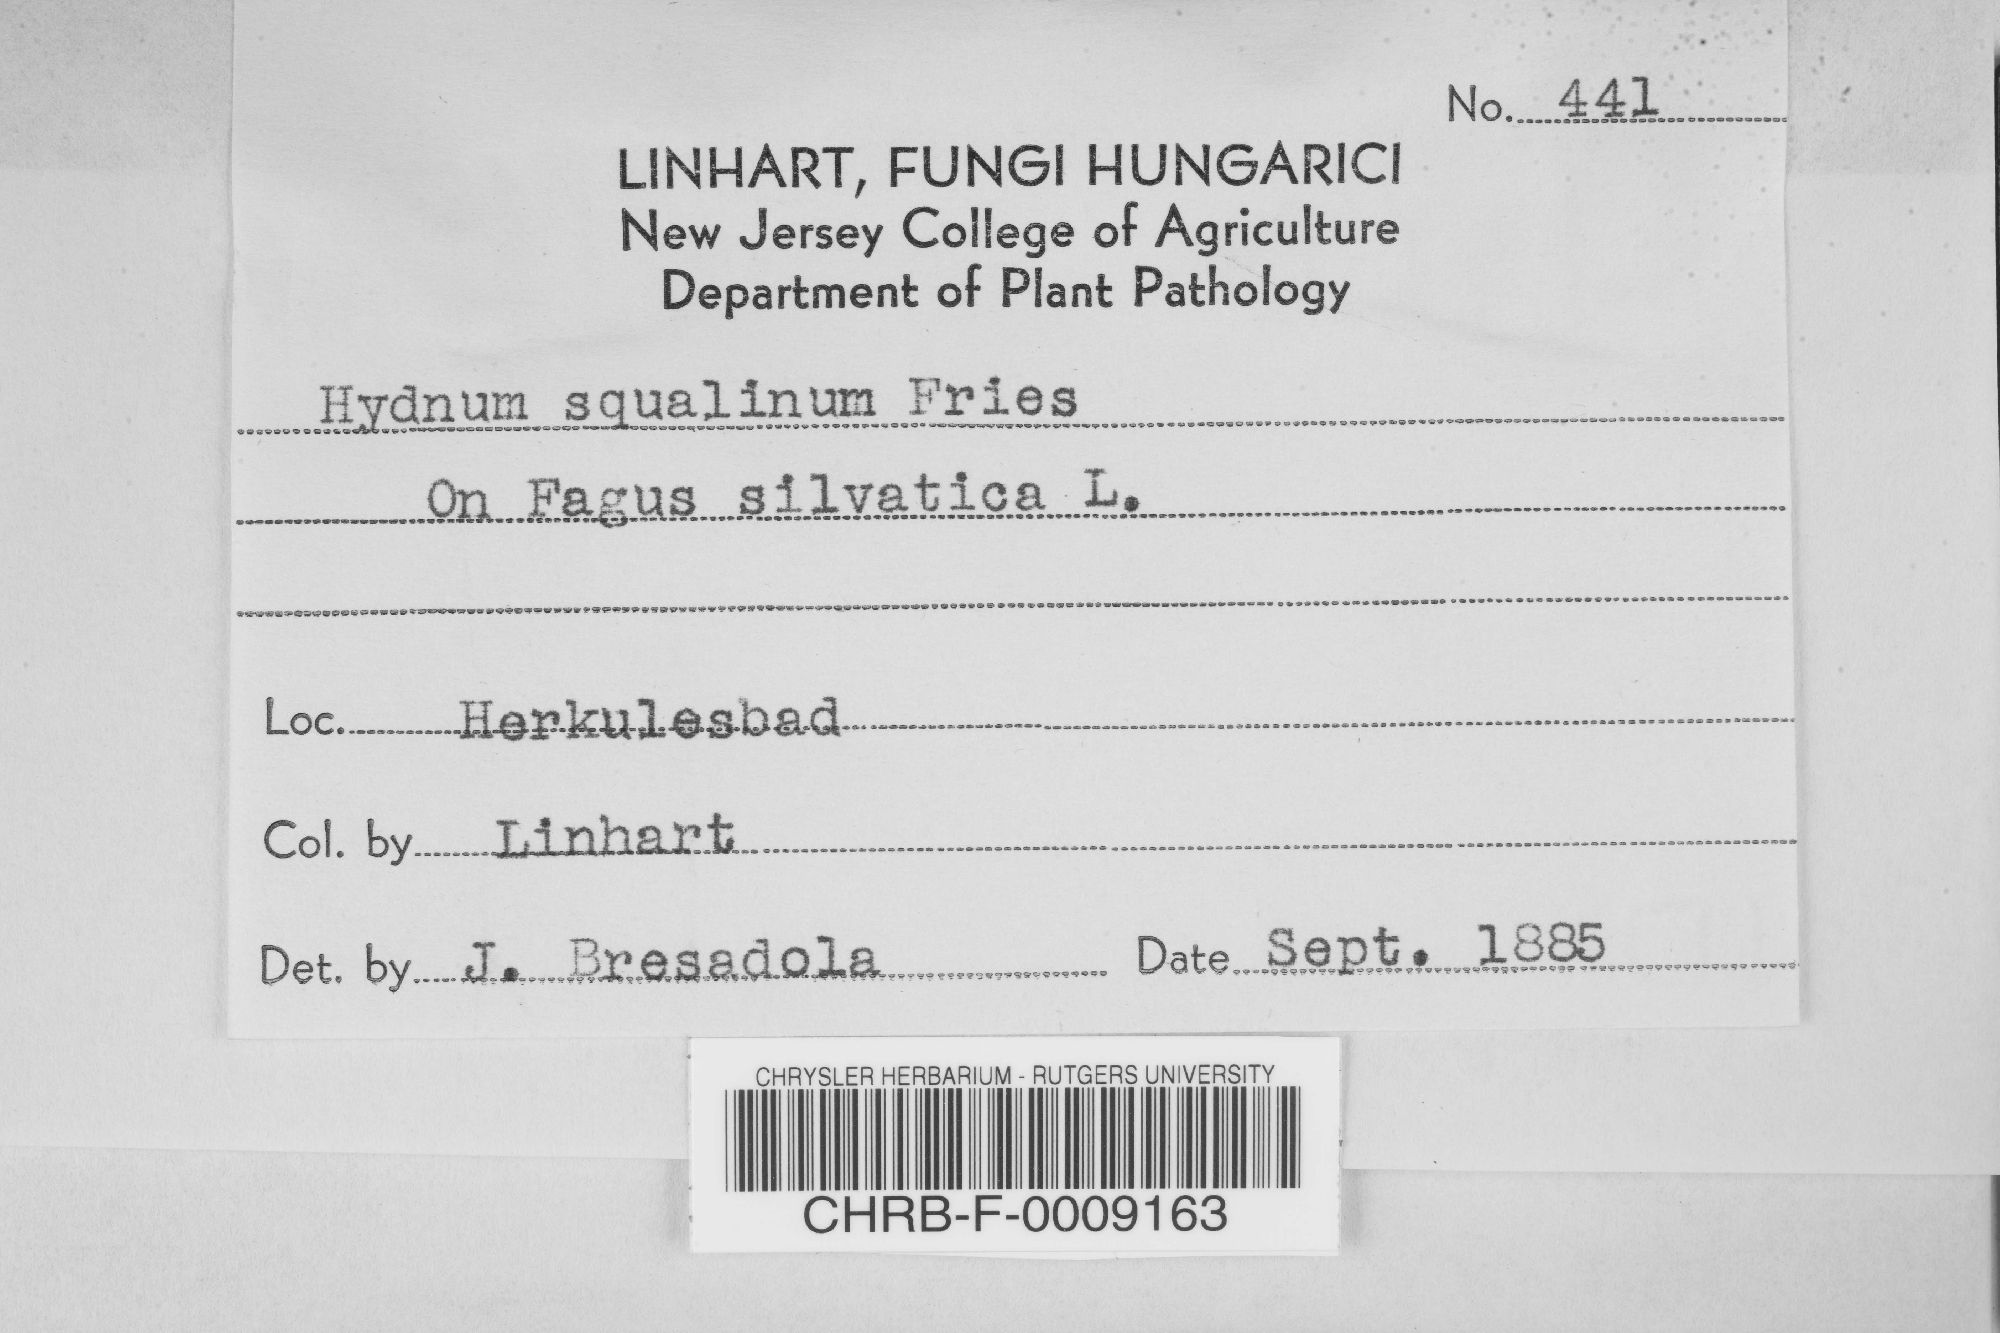 No. 441
LINHART, FUNGI HUNGARICI
New Jersey College of Agriculture
Department of Plant Pathology
Hydnum squalinum Fries
On Fagus silvatica L.
Loc. Herkulesbad
Col. by Linhart
Det. by J. Bresadola Date Sept. 1885
CHRYSLER HERBARIUM - RUTGERS UNIVERSITY
CHRB-F-0009163